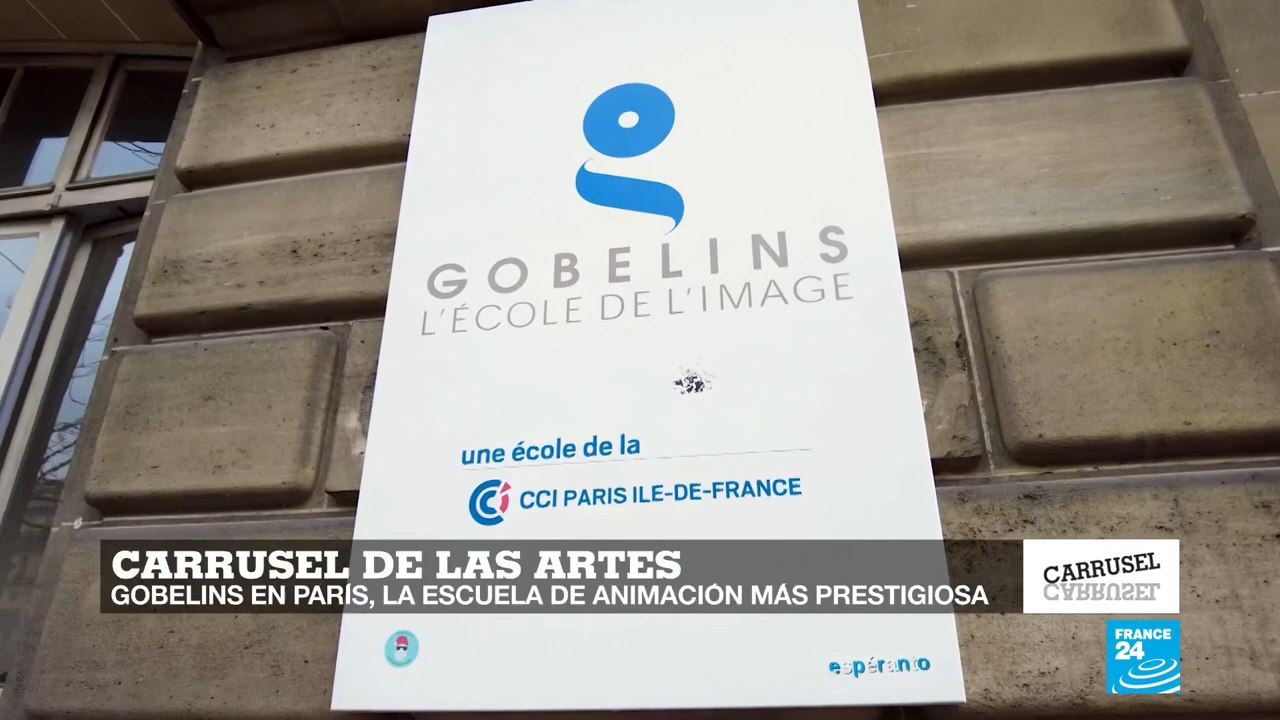 GOBELINS
L'ÉCOLE DE L'IMAGE
une école de la
CCI PARIS ILE-DE-FRANCE
CARRUSEL DE LAS ARTES
GOBELINS EN PARÍS, LA ESCUELA DE ANIMACIÓN MÁS PRESTIGIOSA
CARRUSEL
CARRUSEL
espéranto
FRANCE
24